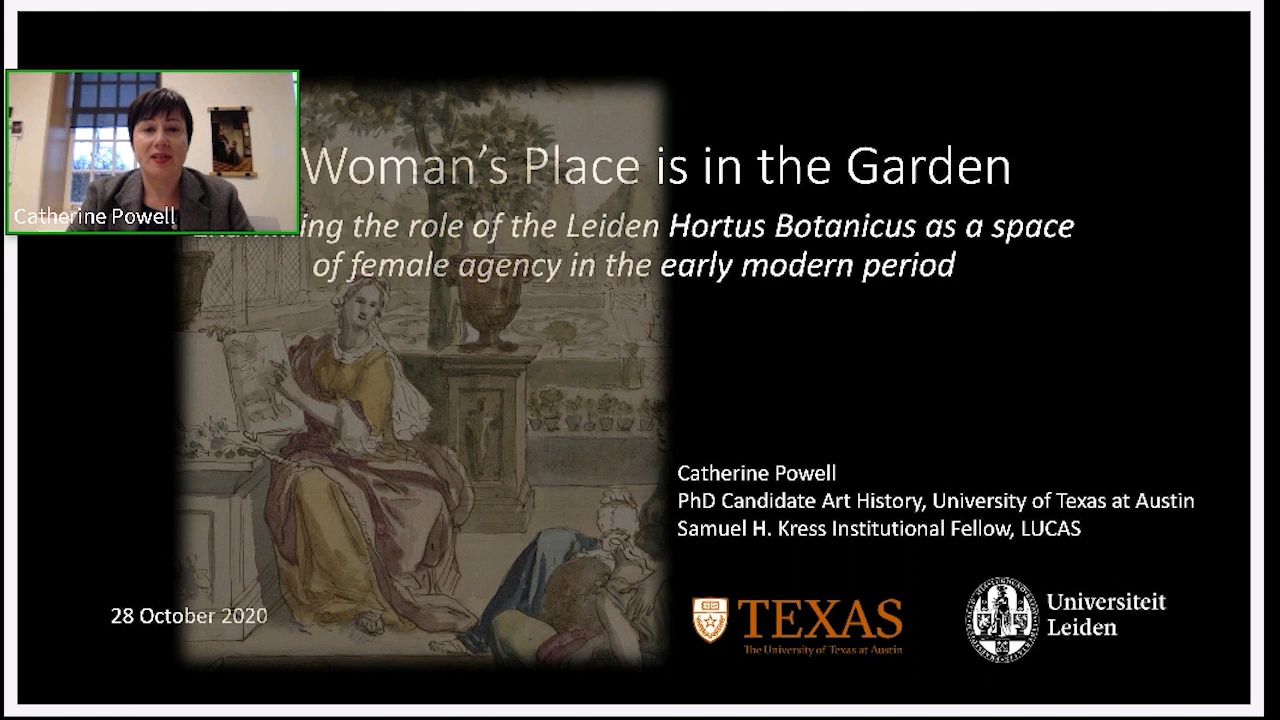 Catherine Powell
Woman's Place is in the Garden
ing the role of the Leiden Hortus Botanicus as a space
of female agency in the early modern period
Catherine Powell
PhD Candidate Art History, University of Texas at Austin
Samuel H. Kress Institutional Fellow, LUCAS
28 October 2020
TEXAS
The University of Texas at Austin
Universiteit
Leiden